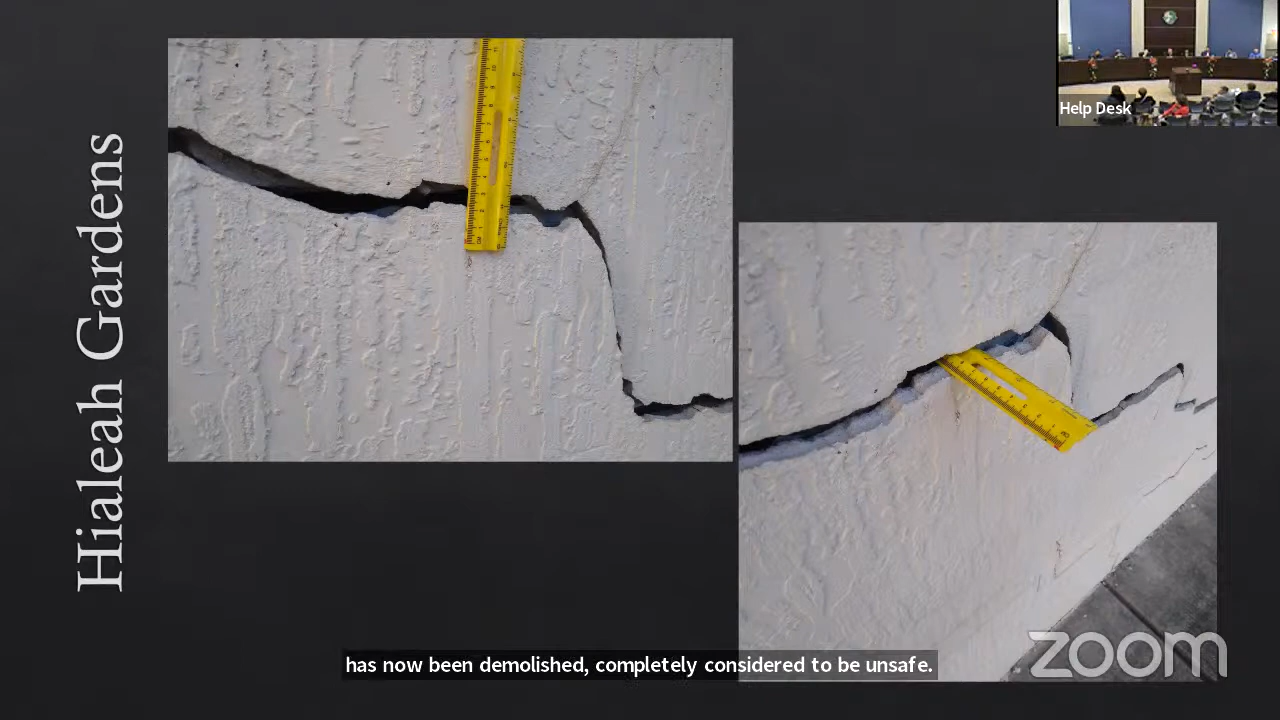 Help Desk
Hialeah Gardens
has now been demolished, completely considered to be unsafe.
zoom